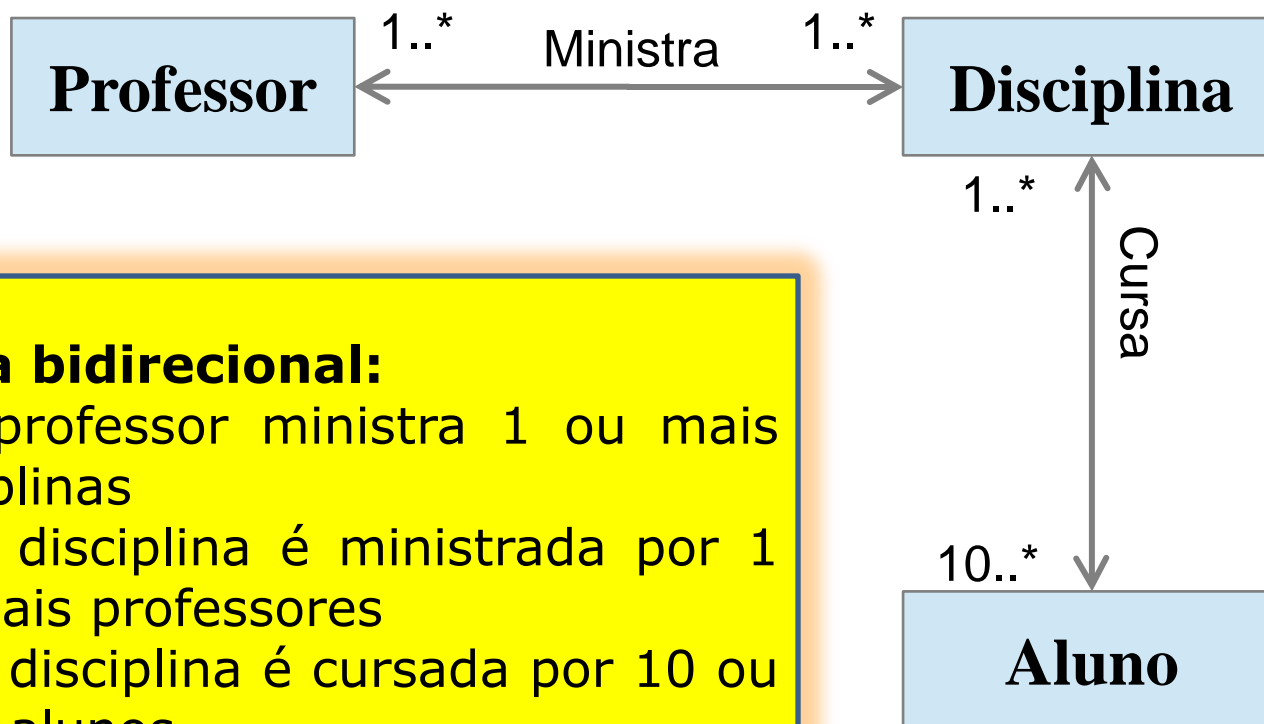 1..* Ministra 1..*
Professor Disciplina
1..*
Cursa
a bidirecional:
professor ministra 1 ou mais
plinas
disciplina é ministrada por 1
ais professores
disciplina é cursada por 10 ou
alunos
10..*
Aluno